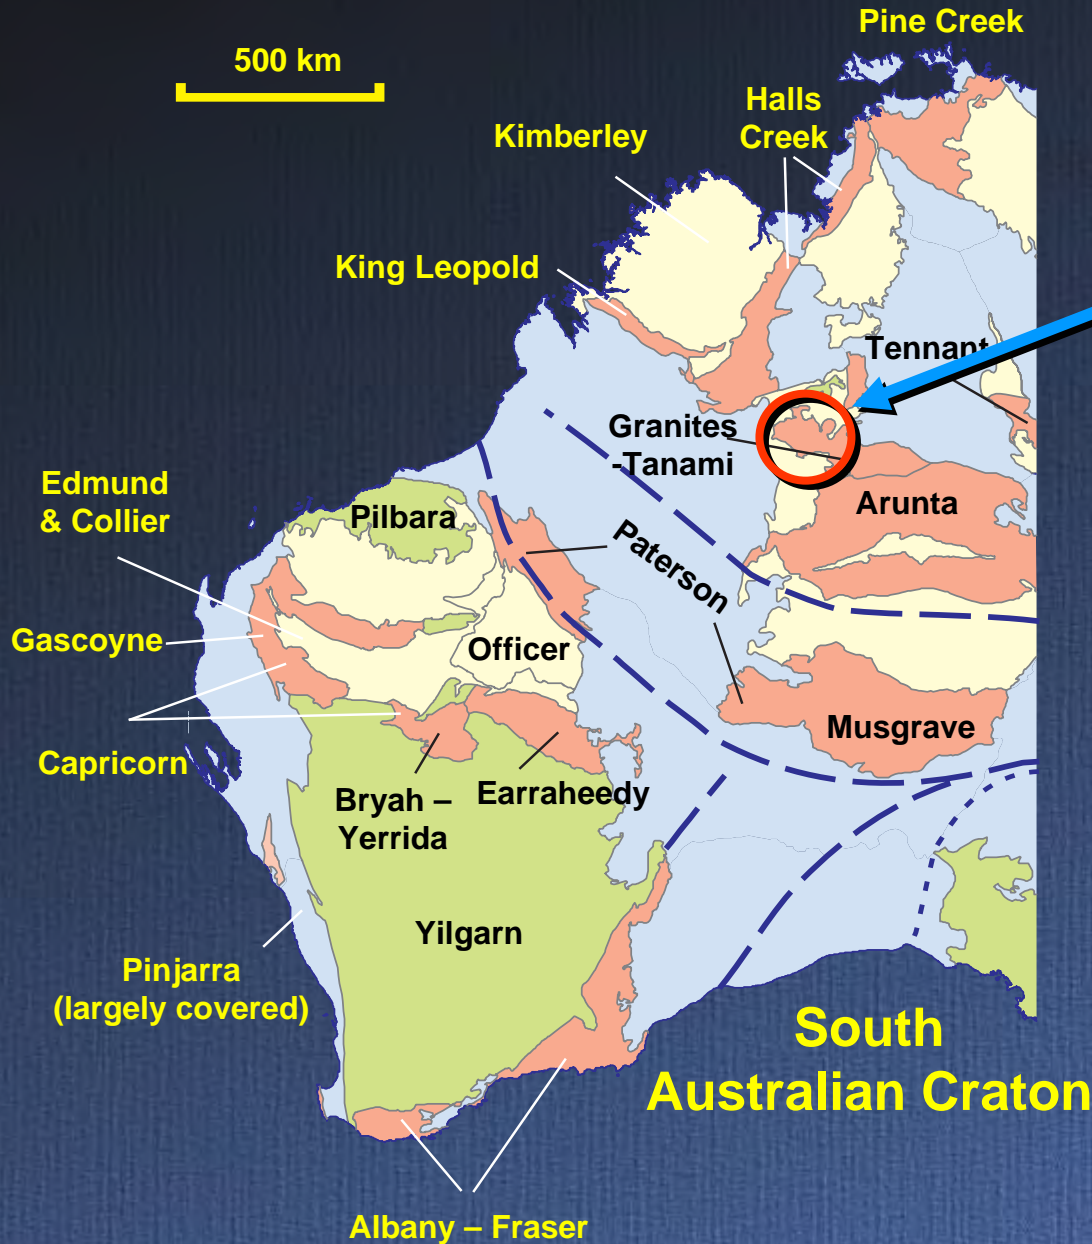 Pine Creek
500 km
Halls
Creek
Kimberley
King Leopold
Tennant
Granites
-Tanami
Edmund
& Collier
Pilbara
Arunta
Paterson
Gascoyne
Officer
Musgrave
Capricorn
Bryah –
Yerrida
Earraheedy
Yilgarn
Pinjarra
(largely covered)
South
Australian Craton
Albany – Fraser